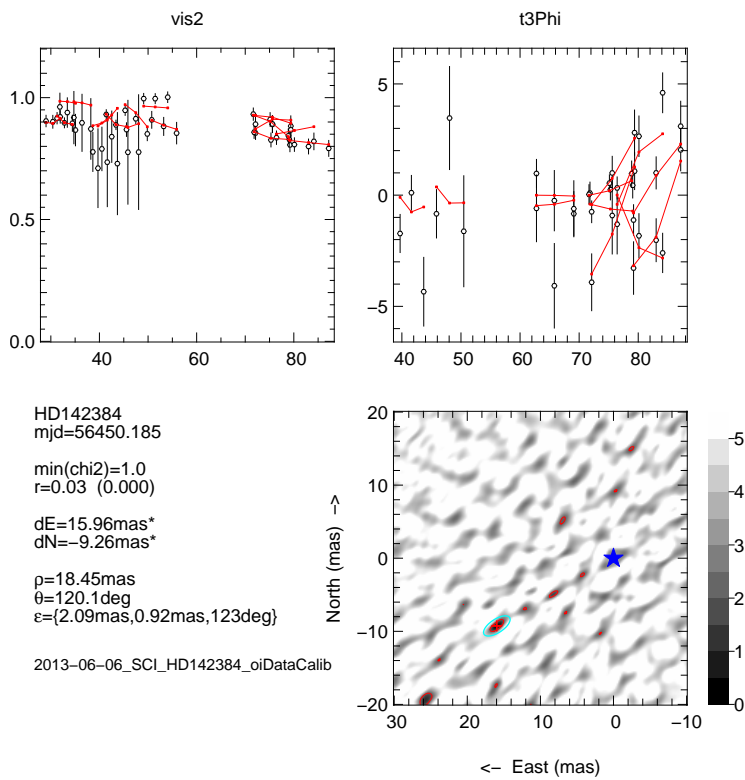 vis2
t3Phi
1.0
0.5
0.0
40
60
80
5
0
−5
40
50
60
70
80
HD142384
mjd=56450.185
min(chi2)=1.0
r=0.03 (0.000)
dE=15.96mas*
dN=−9.26mas*
ρ=18.45mas
θ=120.1deg
ε={2.09mas,0.92mas,123deg}
2013−06−06_SCI_HD142384_oiDataCalib
North (mas) −>
20
10
0
−10
−20
30
20
10
0
−10
<− East (mas)
5
4
3
2
1
0